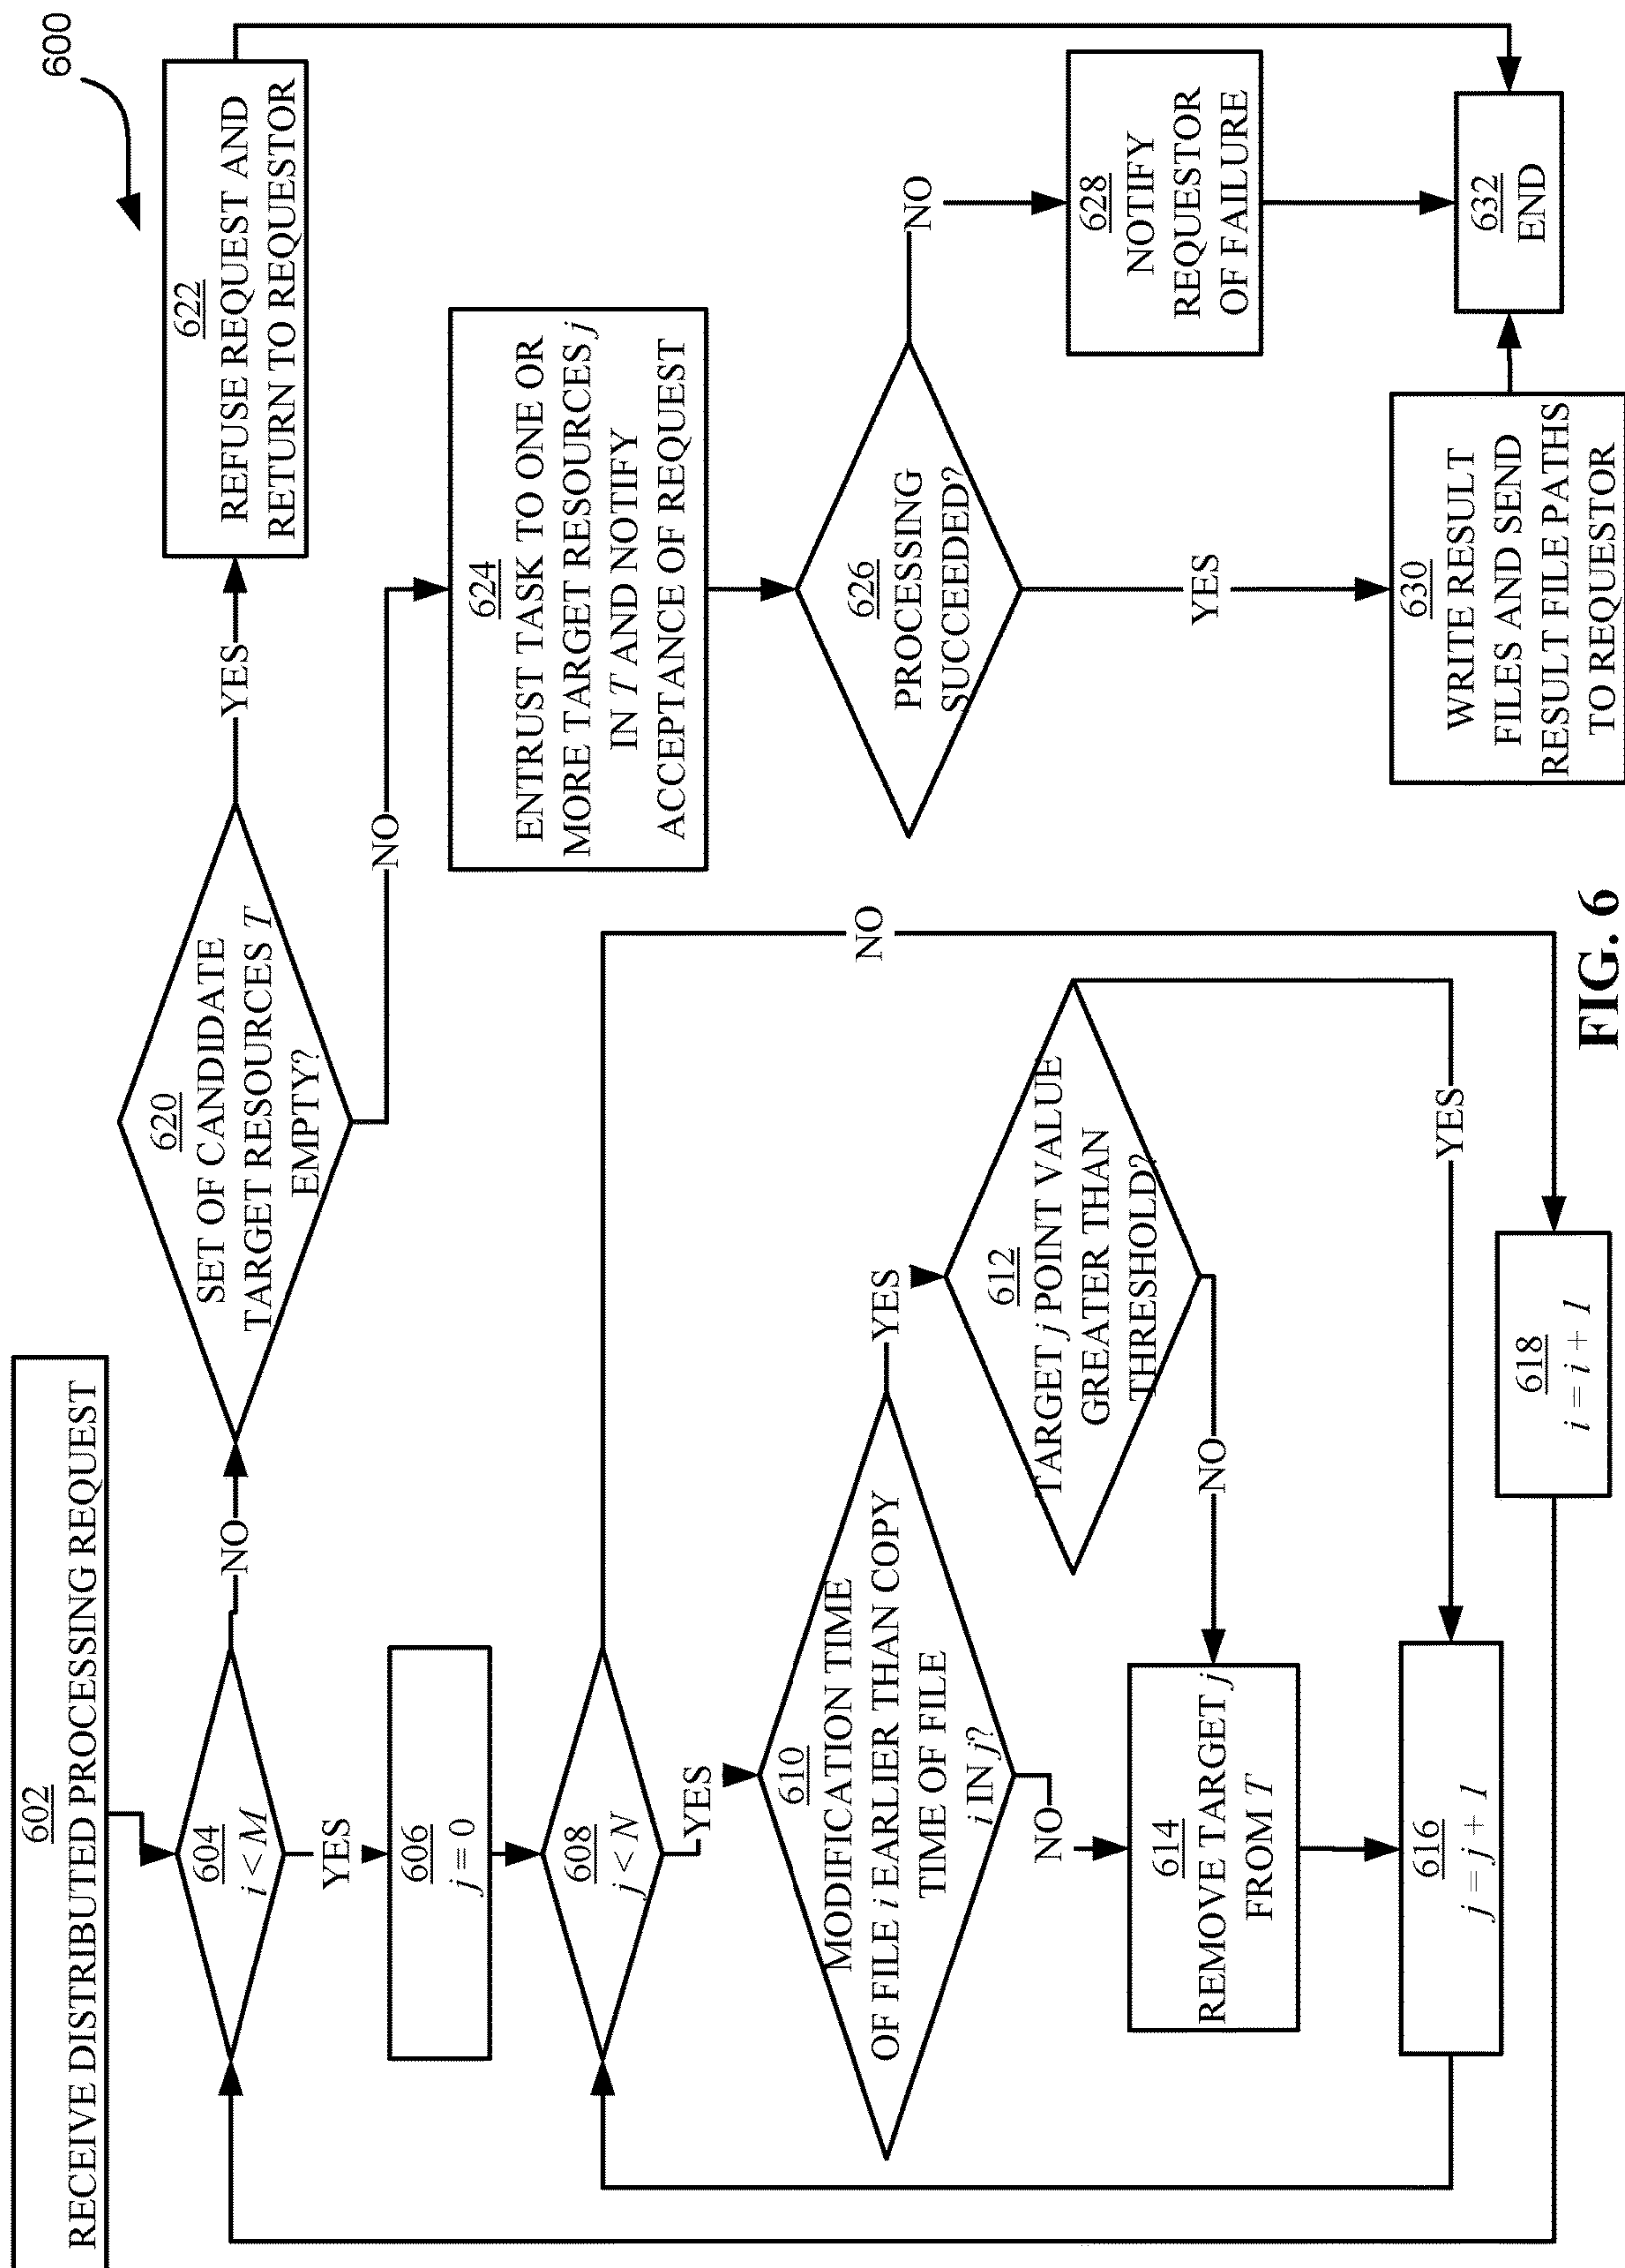 600
602
RECEIVE DISTRIBUTED PROCESSING REQUEST
604
i < M
NO
YES
606
j = 0
608
j < N
NO
YES
610
MODIFICATION TIME
OF FILE i EARLIER THAN COPY
TIME OF FILE
i IN j?
YES
NO
612
TARGET j POINT VALUE
GREATER THAN
THRESHOLD?
NO
YES
614
REMOVE TARGET j
FROM T
616
j = j + 1
618
i = i + 1
620
SET OF CANDIDATE
TARGET RESOURCES T
EMPTY?
YES
NO
622
REFUSE REQUEST AND
RETURN TO REQUESTOR
624
ENTRUST TASK TO ONE OR
MORE TARGET RESOURCES j
IN T AND NOTIFY
ACCEPTANCE OF REQUEST
626
PROCESSING
SUCCEEDED?
NO
YES
628
NOTIFY
REQUESTOR
OF FAILURE
630
WRITE RESULT
FILES AND SEND
RESULT FILE PATHS
TO REQUESTOR
632
END
FIG. 6